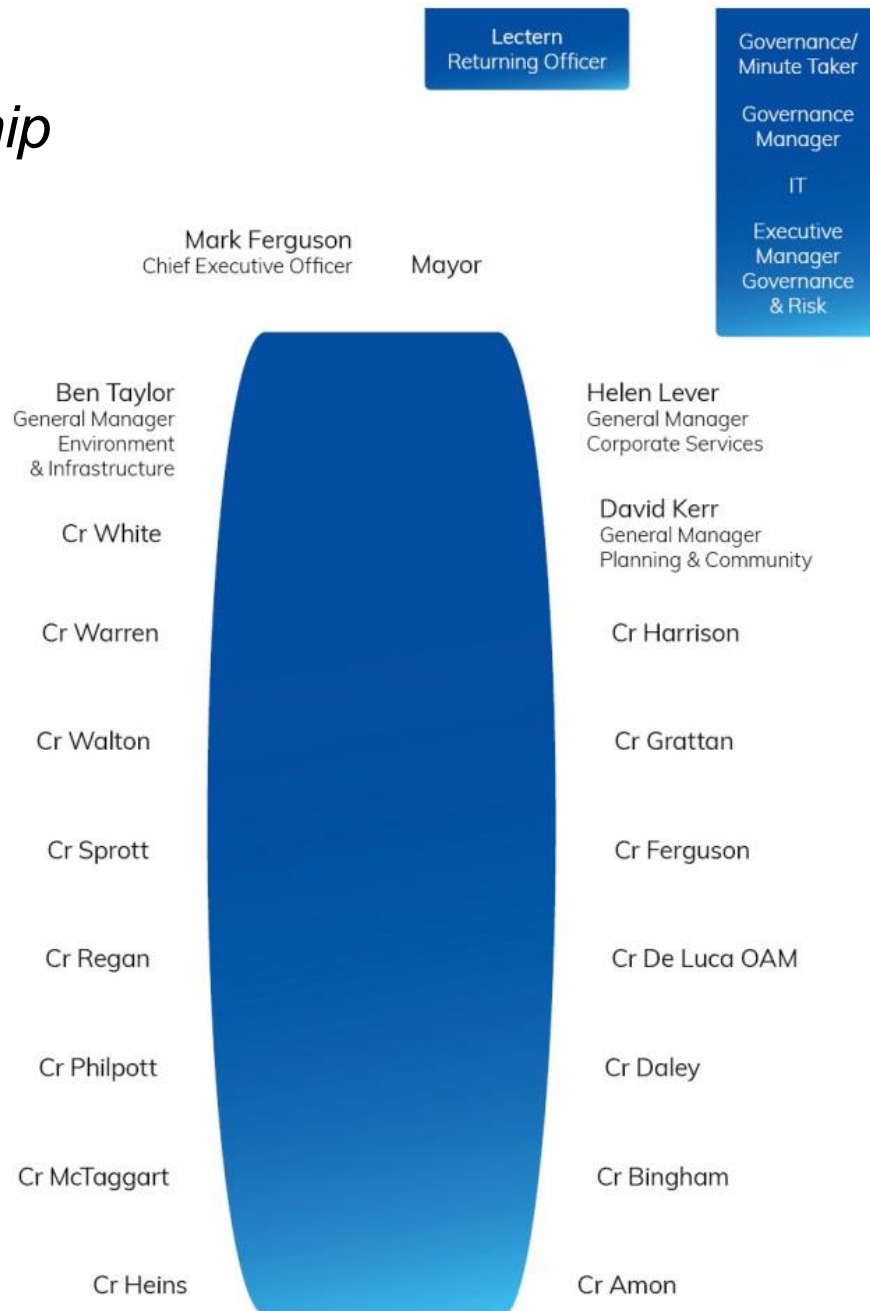 Lectern
Returning Officer
Governance/
Minute Taker
Governance
Manager
IT
Executive
Manager
Governance
& Risk
Mark Ferguson
Chief Executive Officer
Mayor
Ben Taylor
General Manager
Environment
& Infrastructure
Helen Lever
General Manager
Corporate Services
David Kerr
General Manager
Planning & Community
Cr White
Cr Warren
Cr Harrison
Cr Walton
Cr Grattan
Cr Sprott
Cr Ferguson
Cr Regan
Cr De Luca OAM
Cr Philpott
Cr Daley
Cr McTaggart
Cr Bingham
Cr Heins
Cr Amon